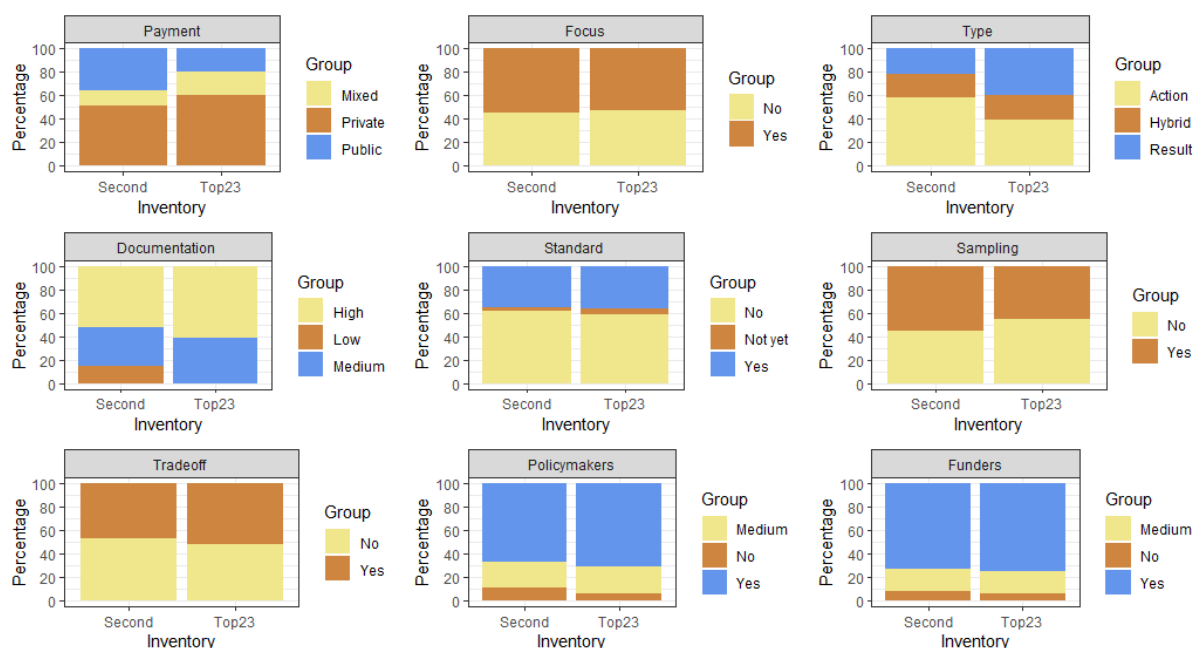 Payment
Percentage
100
80
60
40
20
0
Second Top23
Inventory
Group
Mixed
Private
Public
Focus
Percentage
100
80
60
40
20
0
Second Top23
Inventory
Group
No
Yes
Type
Percentage
100
80
60
40
20
0
Second Top23
Inventory
Group
Action
Hybrid
Result
Documentation
Percentage
100
80
60
40
20
0
Second Top23
Inventory
Group
High
Low
Medium
Standard
Percentage
100
80
60
40
20
0
Second Top23
Inventory
Group
No
Not yet
Yes
Sampling
Percentage
100
80
60
40
20
0
Second Top23
Inventory
Group
No
Yes
Tradeoff
Percentage
100
80
60
40
20
0
Second Top23
Inventory
Group
No
Yes
Policymakers
Percentage
100
80
60
40
20
0
Second Top23
Inventory
Group
Medium
No
Yes
Funders
Percentage
100
80
60
40
20
0
Second Top23
Inventory
Group
Medium
No
Yes